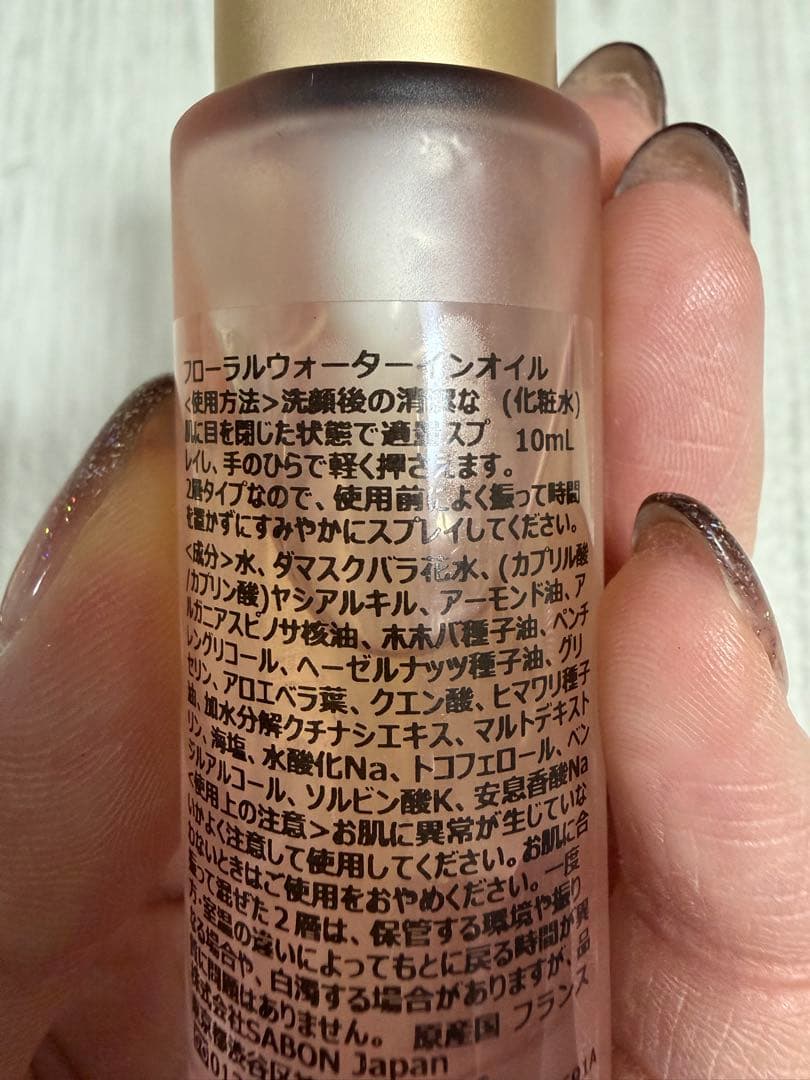 フローラルウォーターインオイル
<使用方法>洗顔後の清潔な (化粧水)
肌に目を閉じた状態で適量スプ 10mL
レイし、手のひらで軽く押さえます。
2層タイプなので、使用前によく振って時間
を置かずにすみやかにスプレイしてください。
<成分>水、ダマスクバラ花水、(カプリル酸
/カプリン酸)ヤシアルキル、アーモンド油、ア
ルガニアスピノサ核油、ホホバ種子油、ペンチ
レングリコール、ヘーゼルナッツ種子油、グリ
セリン、アロエベラ葉、クエン酸、ヒマワリ種子
油、加水分解クチナシエキス、マルトデキスト
リン、海塩、水酸化Na、トコフェロール、ベン
ジルアルコール、ソルビン酸K、安息香酸Na
<使用上の注意>お肌に異常が生じていな
いかよく注意して使用してください。お肌に合
わないときはご使用をおやめください。一度
振って混ぜた2層は、保管する環境や振り
方・室温の違いによってもとに戻る時間が異
なる場合や、白濁する場合がありますが、品
質に問題はありません。 原産国 フランス
株式会社SABON Japan
東京都渋谷区